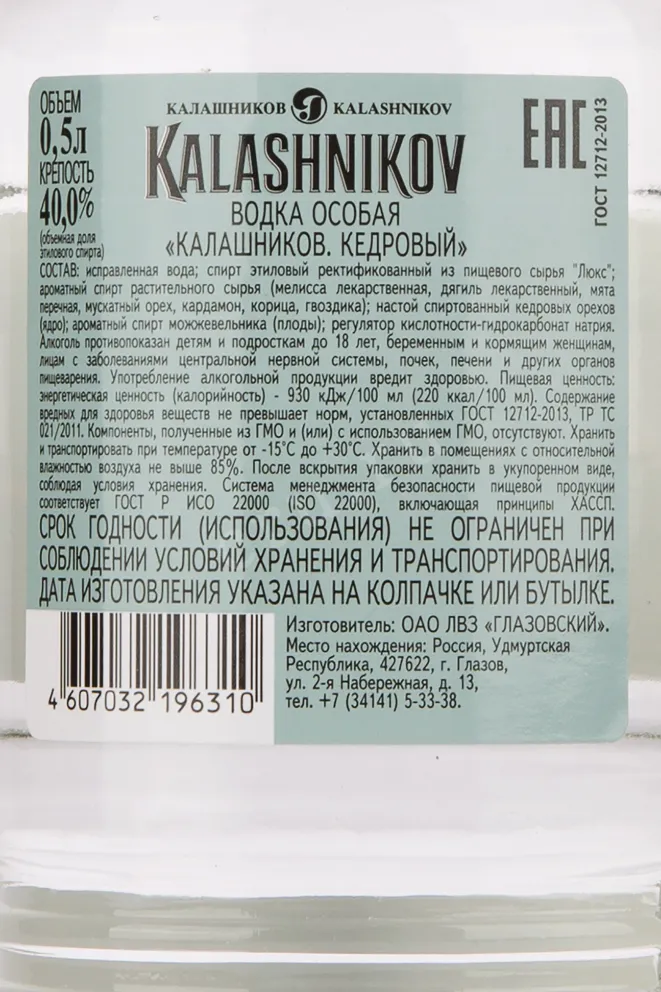 ОБЪЕМ
0,5л
КРЕПОСТЬ
40,0%
(объемная доля
этилового спирта)
КАЛАШНИКОВ KALASHNIKOV
KALASHNIKOV
ВОДКА ОСОБАЯ
«КАЛАШНИКОВ. КЕДРОВЫЙ»
ЕАС
ГОСТ 12712-2013
СОСТАВ: исправленная вода; спирт этиловый ректификованный из пищевого сырья "Люкс";
ароматный спирт растительного сырья (мелисса лекарственная, дягиль лекарственный, мята
перечная, мускатный орех, кардамон, корица, гвоздика); настой спиртованный кедровых орехов
(ядро); ароматный спирт можжевельника (плоды); регулятор кислотности-гидрокарбонат натрия.
Алкоголь противопоказан детям и подросткам до 18 лет, беременным и кормящим женщинам,
лицам с заболеваниями центральной нервной системы, почек, печени и других органов
пищеварения. Употребление алкогольной продукции вредит здоровью. Пищевая ценность:
энергетическая ценность (калорийность) - 930 кДж/100 мл (220 ккал/100 мл). Содержание
вредных для здоровья веществ не превышает норм, установленных ГОСТ 12712-2013, ТР ТС
021/2011. Компоненты, полученные из ГМО и (или) с использованием ГМО, отсутствуют. Хранить
и транспортировать при температуре от -15°С до +30°С. Хранить в помещениях с относительной
влажностью воздуха не выше 85%. После вскрытия упаковки хранить в укупоренном виде,
соблюдая условия хранения. Система менеджмента безопасности пищевой продукции
соответствует ГОСТ Р ИСО 22000 (ISO 22000), включающая принципы ХАССП.
СРОК ГОДНОСТИ (ИСПОЛЬЗОВАНИЯ) НЕ ОГРАНИЧЕН ПРИ
СОБЛЮДЕНИИ УСЛОВИЙ ХРАНЕНИЯ И ТРАНСПОРТИРОВАНИЯ.
ДАТА ИЗГОТОВЛЕНИЯ УКАЗАНА НА КОЛПАЧКЕ ИЛИ БУТЫЛКЕ.
4 607032 196310
Изготовитель: ОАО ЛВЗ «ГЛАЗОВСКИЙ».
Место нахождения: Россия, Удмуртская
Республика, 427622, г. Глазов,
ул. 2-я Набережная, д. 13,
тел. +7 (34141) 5-33-38.